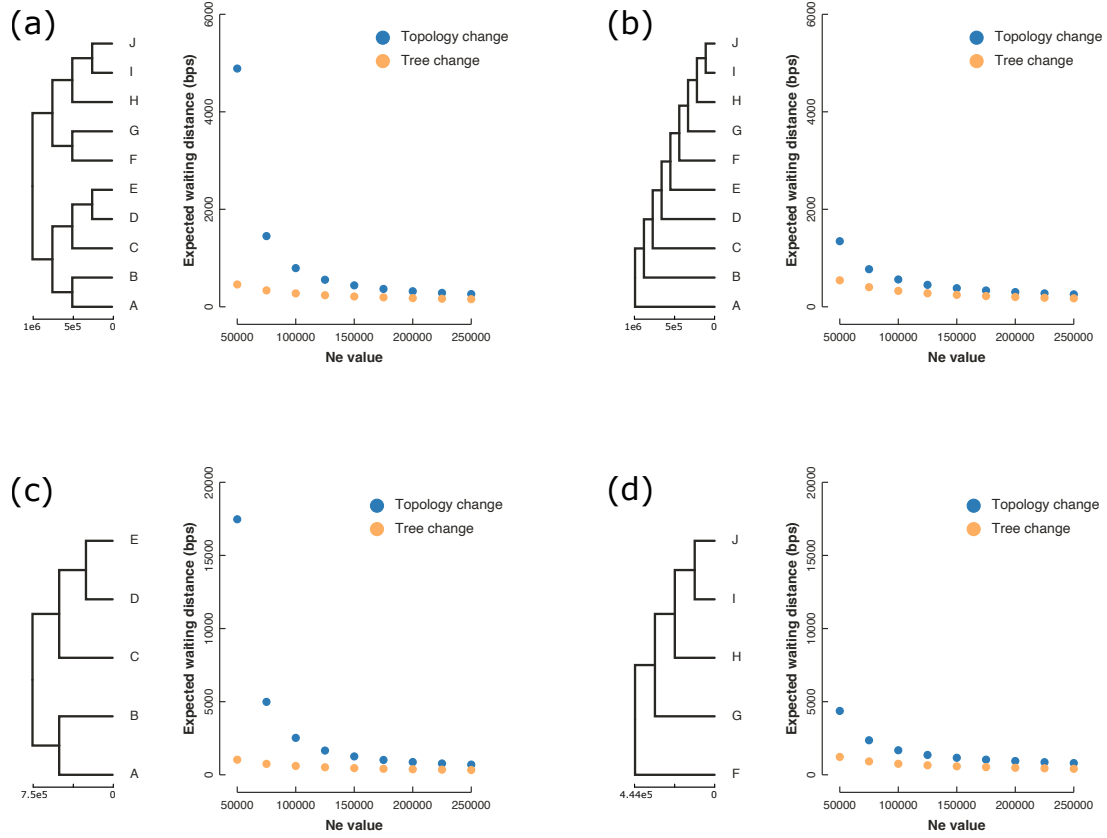 (a)
J
I
H
G
F
E
D
C
B
A
1e6 5e5 0
Expected waiting distance (bps)
6000
4000
2000
0
Topology change
Tree change
50000 100000 150000 200000 250000
Ne value
(b)
J
I
H
G
F
E
D
C
B
A
1e6 5e5 0
Expected waiting distance (bps)
6000
4000
2000
0
Topology change
Tree change
50000 100000 150000 200000 250000
Ne value
(c)
E
D
C
B
A
7.5e5 0
Expected waiting distance (bps)
20000
15000
10000
5000
0
Topology change
Tree change
50000 100000 150000 200000 250000
Ne value
(d)
J
I
H
G
F
4.44e5 0
Expected waiting distance (bps)
20000
15000
10000
5000
0
Topology change
Tree change
50000 100000 150000 200000 250000
Ne value